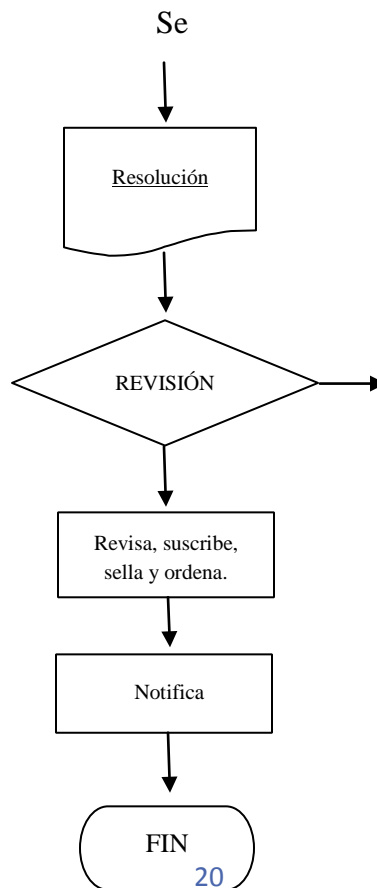 Se
Resolución
REVISIÓN
Revisa, suscribe,
sella y ordena.
Notifica
FIN
20